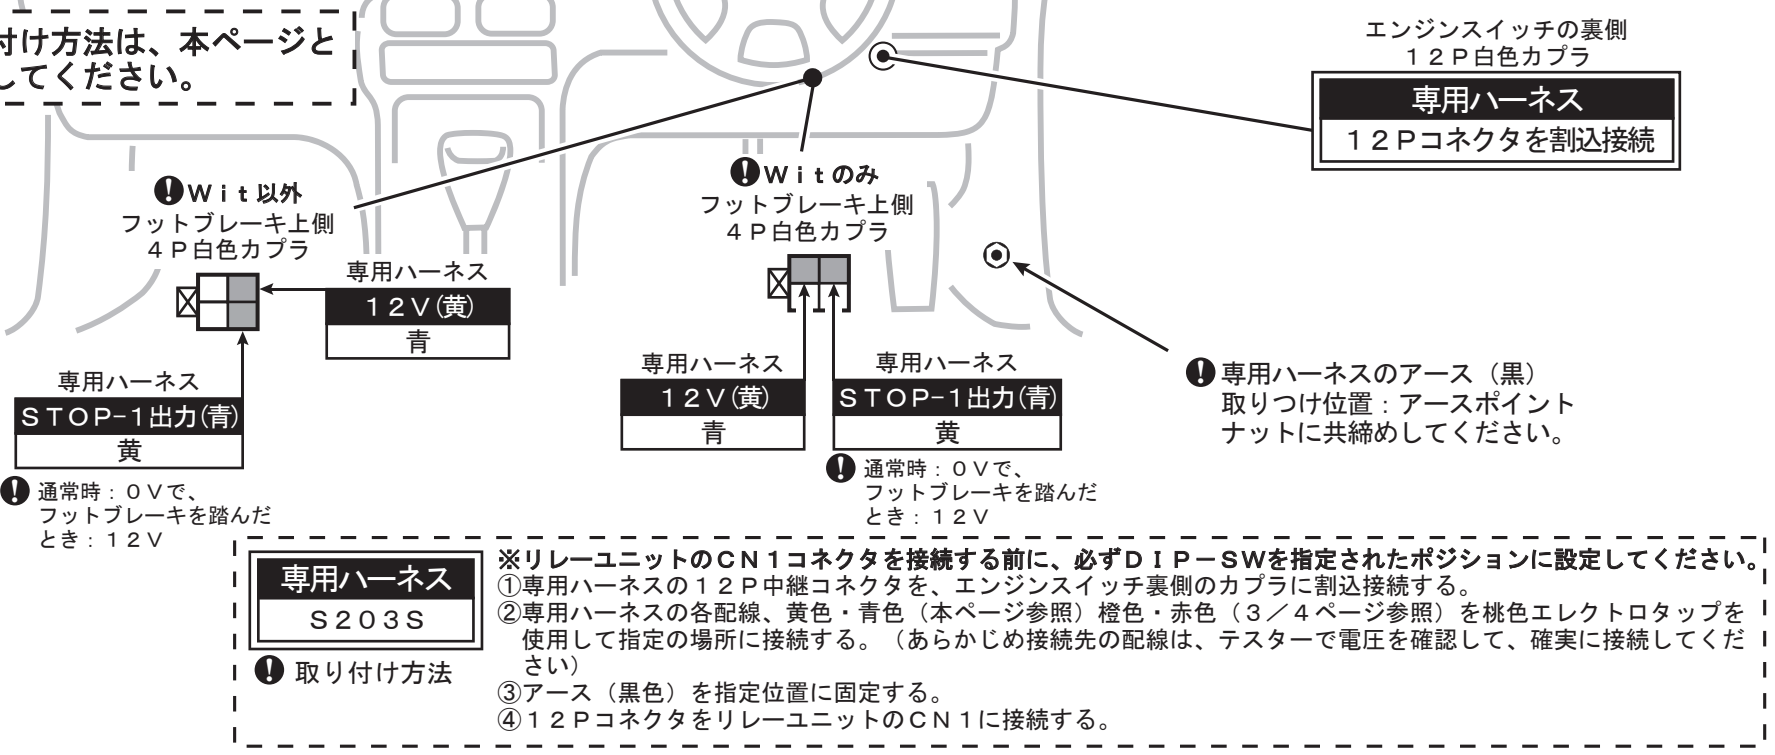 付け方法は、本ページと
してください。
エンジンスイッチの裏側
１２Ｐ白色カプラ
専用ハーネス
１２Ｐコネクタを割込接続
Ｗｉｔ以外
フットブレーキ上側
４Ｐ白色カプラ
専用ハーネス
１２Ｖ(黄)
青
専用ハーネス
ＳＴＯＰ−１出力(青)
黄
通常時：０Ｖで、
フットブレーキを踏んだ
とき：１２Ｖ
Ｗｉｔのみ
フットブレーキ上側
４Ｐ白色カプラ
専用ハーネス
１２Ｖ(黄)
青
専用ハーネス
ＳＴＯＰ−１出力(青)
黄
通常時：０Ｖで、
フットブレーキを踏んだ
とき：１２Ｖ
専用ハーネスのアース（黒）
取りつけ位置：アースポイント
ナットに共締めしてください。
専用ハーネス
Ｓ２０３Ｓ
取り付け方法
※リレーユニットのＣＮ１コネクタを接続する前に、必ずＤＩＰ−ＳＷを指定されたポジションに設定してください。
①専用ハーネスの１２Ｐ中継コネクタを、エンジンスイッチ裏側のカプラに割込接続する。
②専用ハーネスの各配線、黄色・青色（本ページ参照）橙色・赤色（３／４ページ参照）を桃色エレクトロタップを
使用して指定の場所に接続する。（あらかじめ接続先の配線は、テスターで電圧を確認して、確実に接続してくだ
さい）
③アース（黒色）を指定位置に固定する。
④１２ＰコネクタをリレーユニットのＣＮ１に接続する。